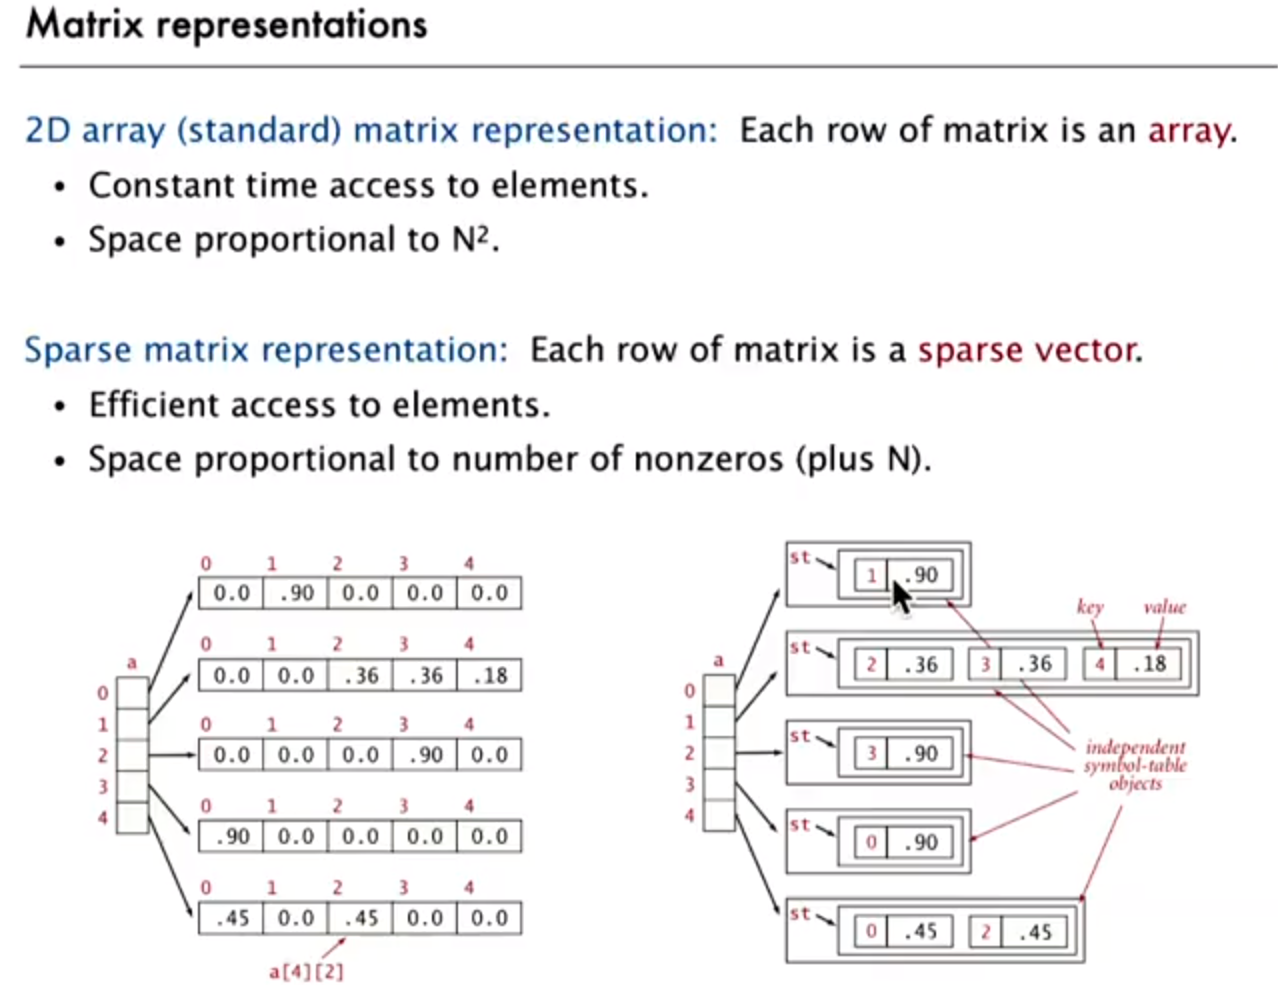 Matrix representations
2D array (standard) matrix representation: Each row of matrix is an array.
• Constant time access to elements.
• Space proportional to N².
Sparse matrix representation: Each row of matrix is a sparse vector.
• Efficient access to elements.
• Space proportional to number of nonzeros (plus N).
a
0
1
2
3
4
0 1 2 3 4
0.0 .90 0.0 0.0 0.0
0 1 2 3 4
0.0 0.0 .36 .36 .18
0 1 2 3 4
0.0 0.0 0.0 .90 0.0
0 1 2 3 4
.90 0.0 0.0 0.0 0.0
0 1 2 3 4
.45 0.0 .45 0.0 0.0
a[4][2]
a
0
1
2
3
4
st 1 .90
key value
st 2 .36 3 .36 4 .18
st 3 .90
independent
symbol-table
objects
st 0 .90
st 0 .45 2 .45